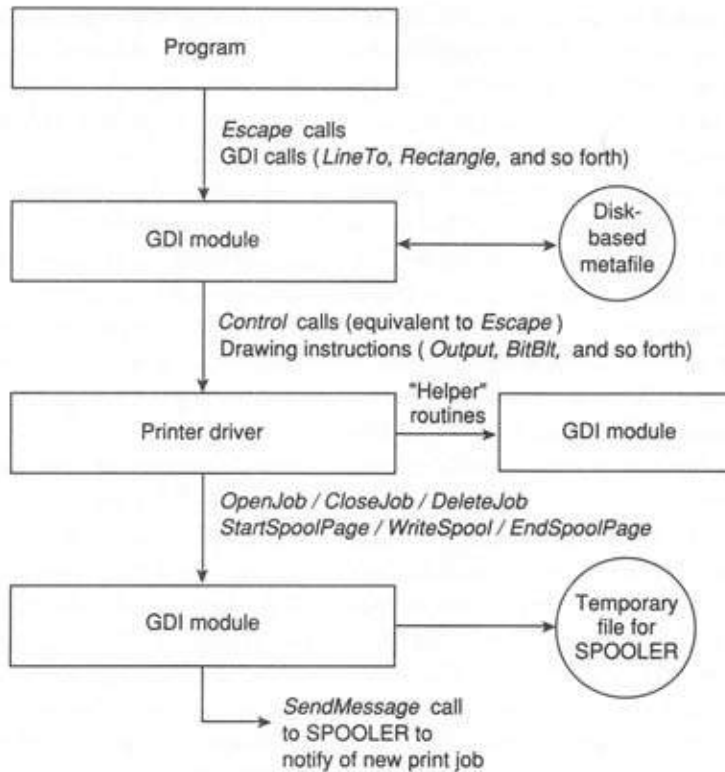 Program
Escape calls
GDI calls (LineTo, Rectangle, and so forth)
GDI module
Disk-
based
metafile
Control calls (equivalent to Escape)
Drawing instructions (Output, BitBlt, and so forth)
Printer driver
"Helper"
routines
GDI module
OpenJob / CloseJob / DeleteJob
StartSpoolPage / WriteSpool / EndSpoolPage
GDI module
Temporary
file for
SPOOLER
SendMessage call
to SPOOLER to
notify of new print job